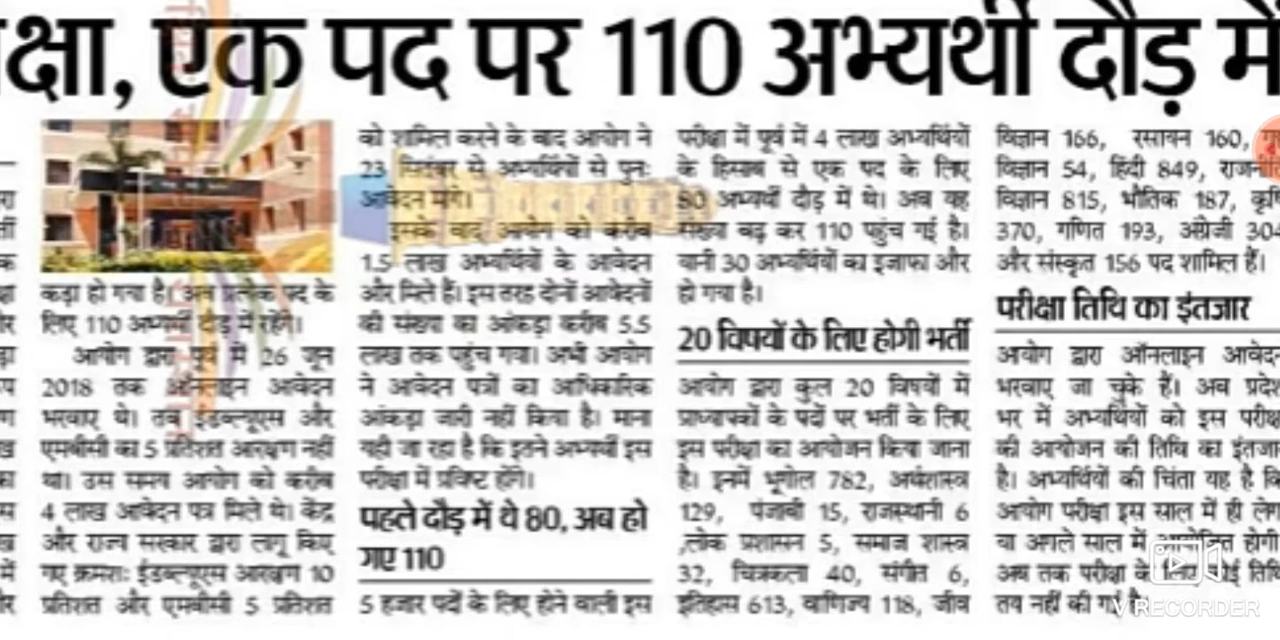 क्षा, एक पद पर 110 अभ्यर्थी दौड़ में
कड़ा हो गया है। अब प्रत्येक पद के
लिए 110 अभ्यर्थी दौड़ में रहेंगे।
आयोग द्वारा पूर्व में 26 जून
2018 तक ऑनलाइन आवेदन
भरवाए थे। तब ईडब्ल्यूएस और
एमबीसी का 5 प्रतिशत आरक्षण नहीं
था। उस समय आयोग को करीब
4 लाख आवेदन पत्र मिले थे। केंद्र
और राज्य सरकार द्वारा लागू किए
गए क्रमशः ईडब्ल्यूएस आरक्षण 10
प्रतिशत और एमबीसी 5 प्रतिशत
को शामिल करने के बाद आयोग ने
23 सितंबर से अभ्यर्थियों से पुनः
आवेदन मांगे।
इसके बाद आयोग को करीब
1.5 लाख अभ्यर्थियों के आवेदन
और मिले हैं। इस तरह दोनों आवेदनों
की संख्या का आंकड़ा करीब 5.5
लाख तक पहुंच गया। अभी आयोग
ने आवेदन पत्रों का आधिकारिक
आंकड़ा जारी नहीं किया है। माना
यही जा रहा है कि इतने अभ्यर्थी इस
परीक्षा में प्रविष्ट होंगे।
पहले दौड़ में थे 80, अब हो
गए 110
5 हजार पदों के लिए होने वाली इस
परीक्षा में पूर्व में 4 लाख अभ्यर्थियों
के हिसाब से एक पद के लिए
80 अभ्यर्थी दौड़ में थे। अब यह
संख्या बढ़ कर 110 पहुंच गई है।
यानी 30 अभ्यर्थियों का इजाफा और
हो गया है।
20 विषयों के लिए होगी भर्ती
आयोग द्वारा कुल 20 विषयों में
प्राध्यापकों के पदों पर भर्ती के लिए
इस परीक्षा का आयोजन किया जाना
है। इनमें भूगोल 782, अर्थशास्त्र
129, पंजाबी 15, राजस्थानी 6
,लोक प्रशासन 5, समाज शास्त्र
32, चित्रकला 40, संगीत 6,
इतिहास 613, वाणिज्य 118, जीव
विज्ञान 166, रसायन 160,
विज्ञान 54, हिंदी 849,
विज्ञान 815, भौतिक 187, कृषि
370, गणित 193, अंग्रेजी 304
और संस्कृत 156 पद शामिल हैं।
परीक्षा तिथि का इंतजार
आयोग द्वारा ऑनलाइन आवेदन
भरवाए जा चुके हैं। अब प्रदेश
भर में अभ्यर्थियों को इस परीक्षा
की आयोजन की तिथि का इंतजार
है। अभ्यर्थियों की चिंता यह है कि
आयोग परीक्षा इस साल में ही लेगा
या अगले साल में आयोजित होगी
अब तक परीक्षा के लिए कोई तिथि
तय नहीं की गई है
VRECORDER